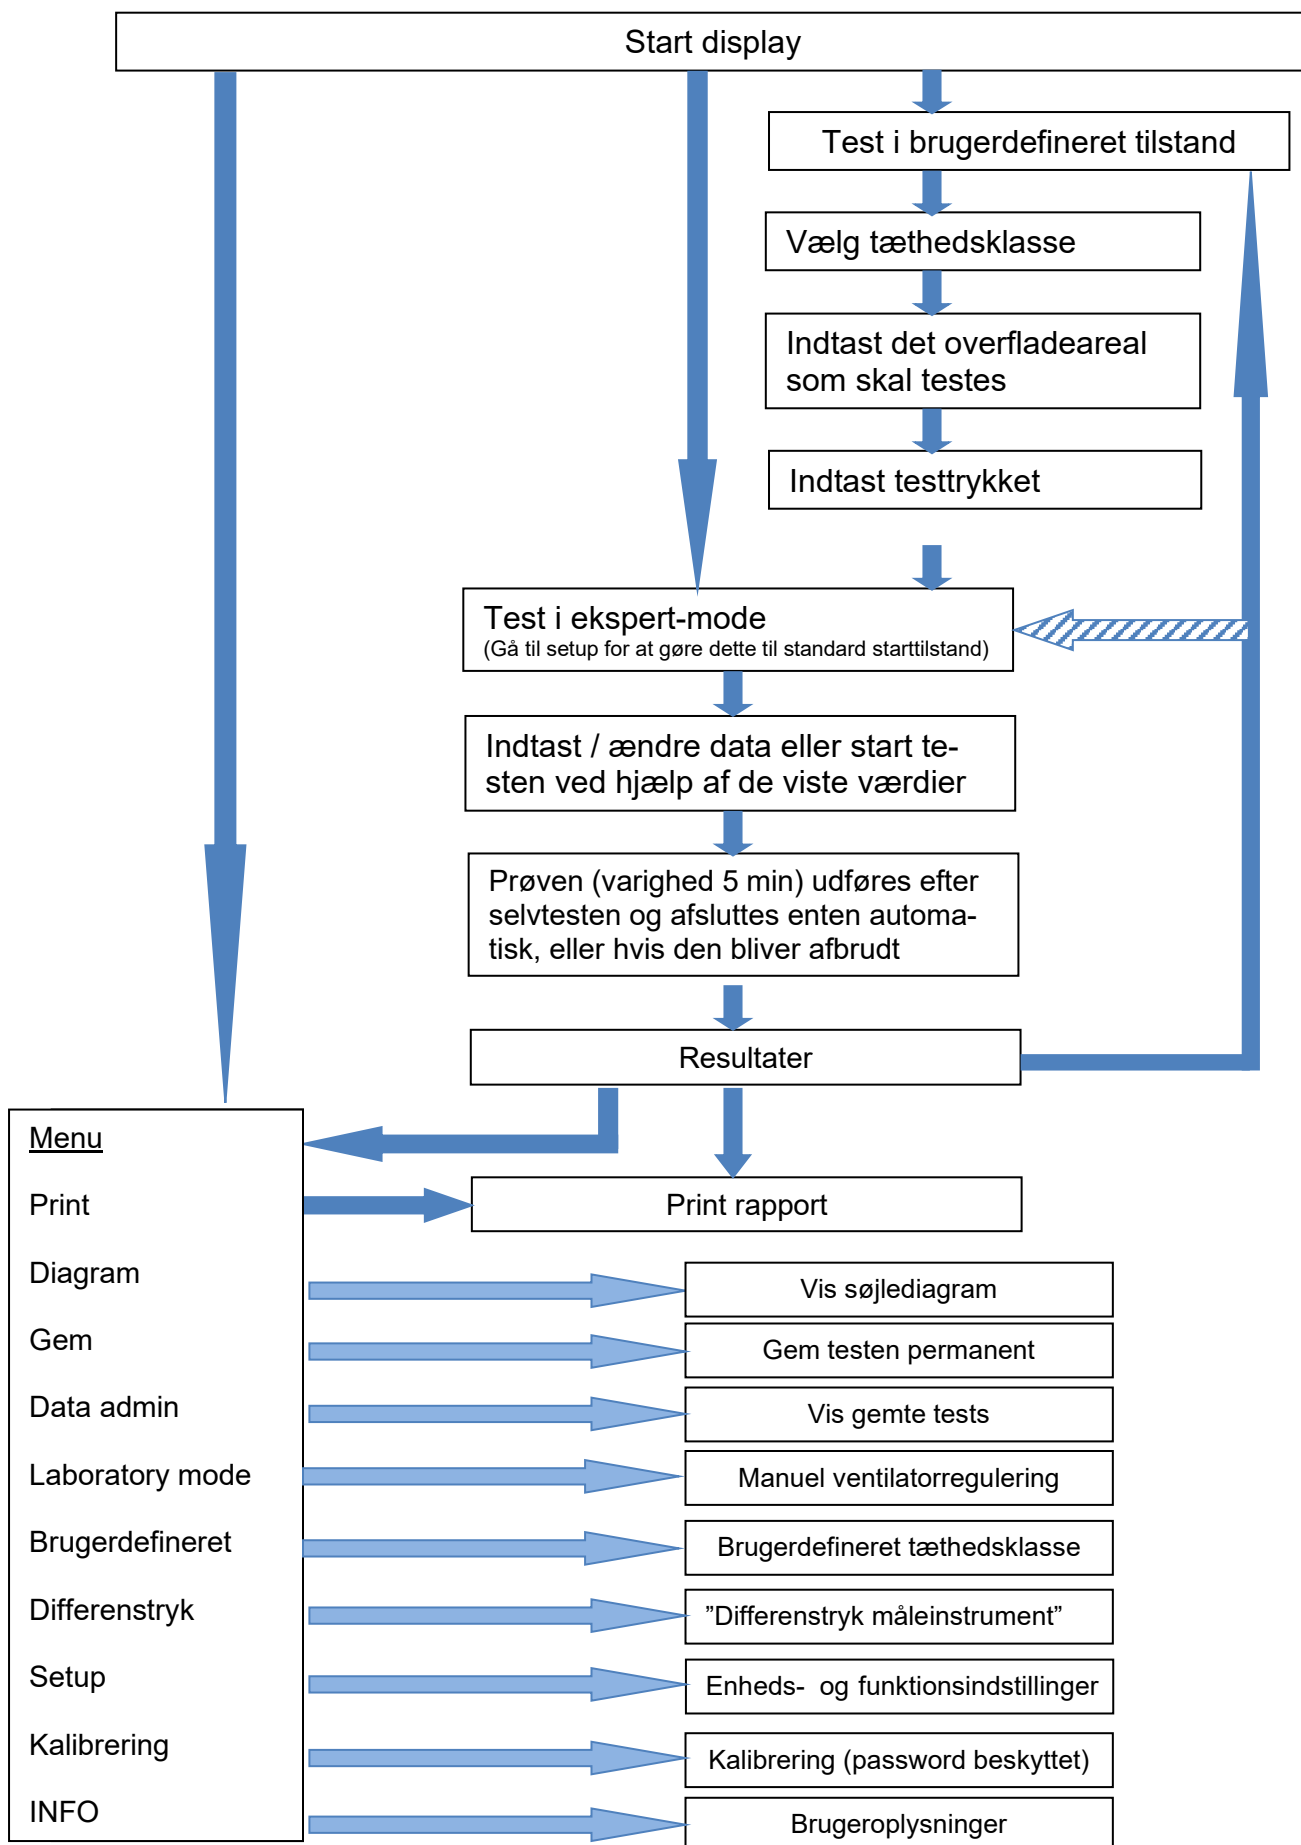 Start display
Test i brugerdefineret tilstand
Vælg tæthedsklasse
Indtast det overfladeareal
som skal testes
Indtast testtrykket
Test i ekspert-mode
(Gå til setup for at gøre dette til standard starttilstand)
Indtast / ændre data eller start te-
sten ved hjælp af de viste værdier
Prøven (varighed 5 min) udføres efter
selvtesten og afsluttes enten automa-
tisk, eller hvis den bliver afbrudt
Resultater
Menu
Print
Print rapport
Diagram
Vis søjlediagram
Gem
Gem testen permanent
Data admin
Vis gemte tests
Laboratory mode
Manuel ventilatorregulering
Brugerdefineret
Brugerdefineret tæthedsklasse
Differenstryk
”Differenstryk måleinstrument”
Setup
Enheds- og funktionsindstillinger
Kalibrering
Kalibrering (password beskyttet)
INFO
Brugeroplysninger